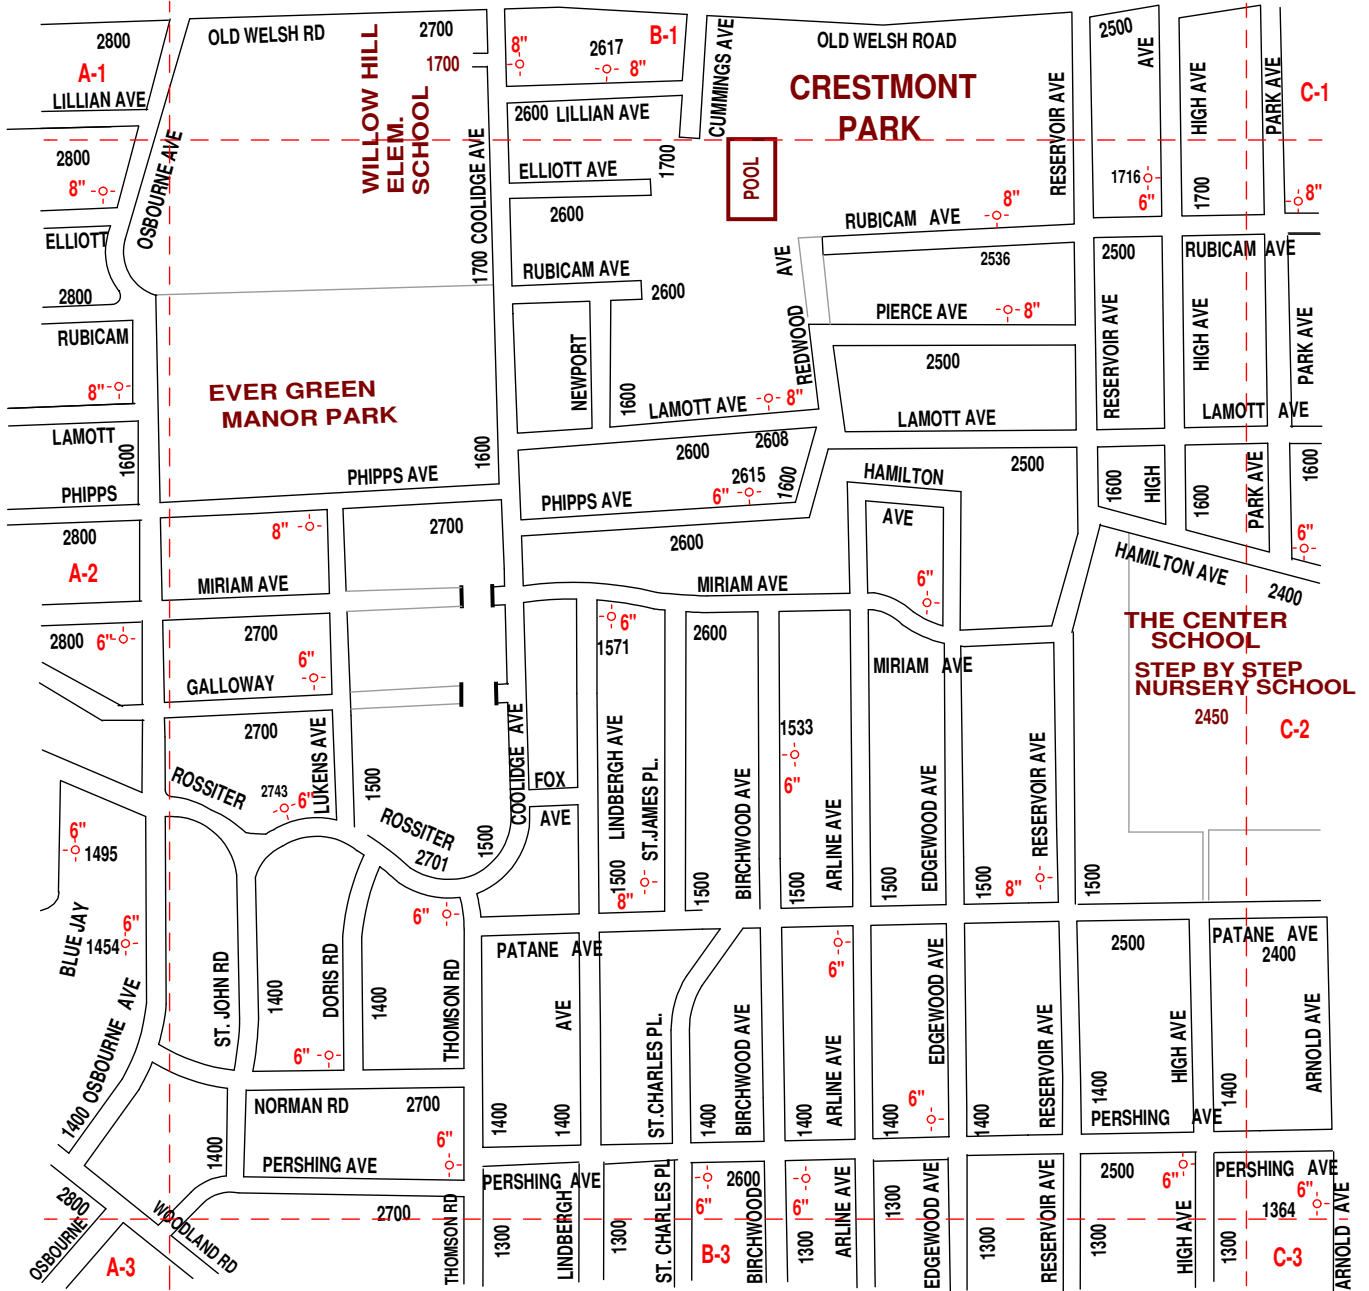 2800
OLD WELSH RD
2700
1700
8"
2617
8"
B-1
CUMMINGS AVE
OLD WELSH ROAD
2500
AVE
HIGH AVE
PARK AVE
C-1
A-1
LILLIAN AVE
WILLOW HILL
ELEM.
SCHOOL
CRESTMONT
PARK
2600 LILLIAN AVE
2800
8"
OSBOURNE AVE
1700 COOLIDGE AVE
ELLIOTT AVE
1700
POOL
RESERVOIR AVE
1716
6"
1700
8"
ELLIOTT
2600
8"
RUBICAM AVE
2800
RUBICAM AVE
2600
AVE
2536
2500
RUBICAM AVE
RUBICAM
PIERCE AVE
8"
8"
EVER GREEN
MANOR PARK
NEWPORT
1600
REDWOOD
2500
RESERVOIR AVE
HIGH AVE
PARK AVE
LAMOTT AVE
8"
LAMOTT AVE
LAMOTT AVE
LAMOTT
1600
1600
2600
2608
PHIPPS
PHIPPS AVE
PHIPPS AVE
6"
2615
1600
HAMILTON
AVE
2500
1600
HIGH
1600
PARK AVE
1600
2800
8"
2700
2600
6"
A-2
MIRIAM AVE
MIRIAM AVE
6"
HAMILTON AVE
2400
2800
6"
2700
6"
1571
2600
THE CENTER
SCHOOL
STEP BY STEP
NURSERY SCHOOL
2450
C-2
6"
GALLOWAY
MIRIAM AVE
2700
LUKENS AVE
COOLIDGE AVE
LINDBERGH AVE
ST.JAMES PL.
1533
6"
ROSSITER
2743
6"
1500
FOX
AVE
BIRCHWOOD AVE
ARLINE AVE
EDGEWOOD AVE
RESERVOIR AVE
ROSSITER
2701
1500
6"
1495
1500
8"
1500
1500
1500
1500
8"
1500
BLUE JAY
1454
6"
6"
PATANE AVE
6"
2500
PATANE AVE
2400
ST. JOHN RD
1400
DORIS RD
1400
THOMSON RD
AVE
ST.CHARLES PL.
BIRCHWOOD AVE
ARLINE AVE
EDGEWOOD AVE
RESERVOIR AVE
HIGH AVE
ARNOLD AVE
1400 OSBOURNE AVE
6"
NORMAN RD
2700
1400
1400
1400
1400
1400
6"
1400
1400
1400
PERSHING AVE
1400
PERSHING AVE
6"
PERSHING AVE
2600
2500
6"
PERSHING AVE
2800
OSBOURNE
WOODLAND RD
2700
THOMSON RD
1300
LINDBERGH
1300
ST. CHARLES PL
6"
B-3
BIRCHWOOD
6"
1300
ARLINE AVE
1300
EDGEWOOD AVE
1300
RESERVOIR AVE
1300
HIGH AVE
1300
6"
1364
C-3
ARNOLD AVE
A-3